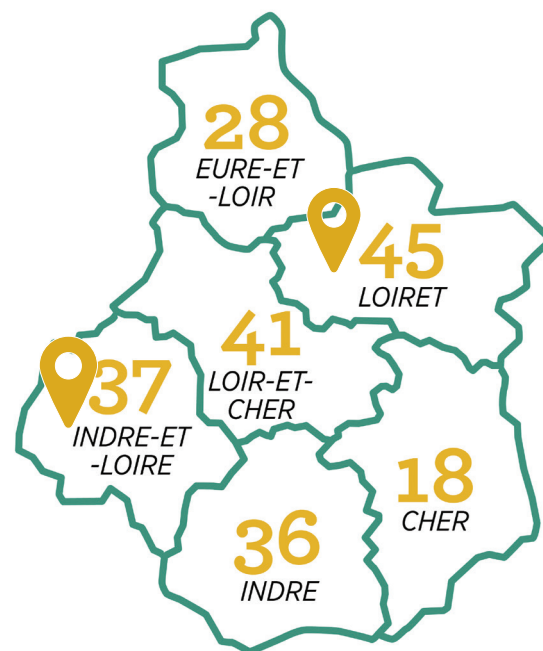 28
EURE-ET
-LOIR
45
LOIRET
41
LOIR-ET-
CHER
37
INDRE-ET
-LOIRE
18
CHER
36
INDRE